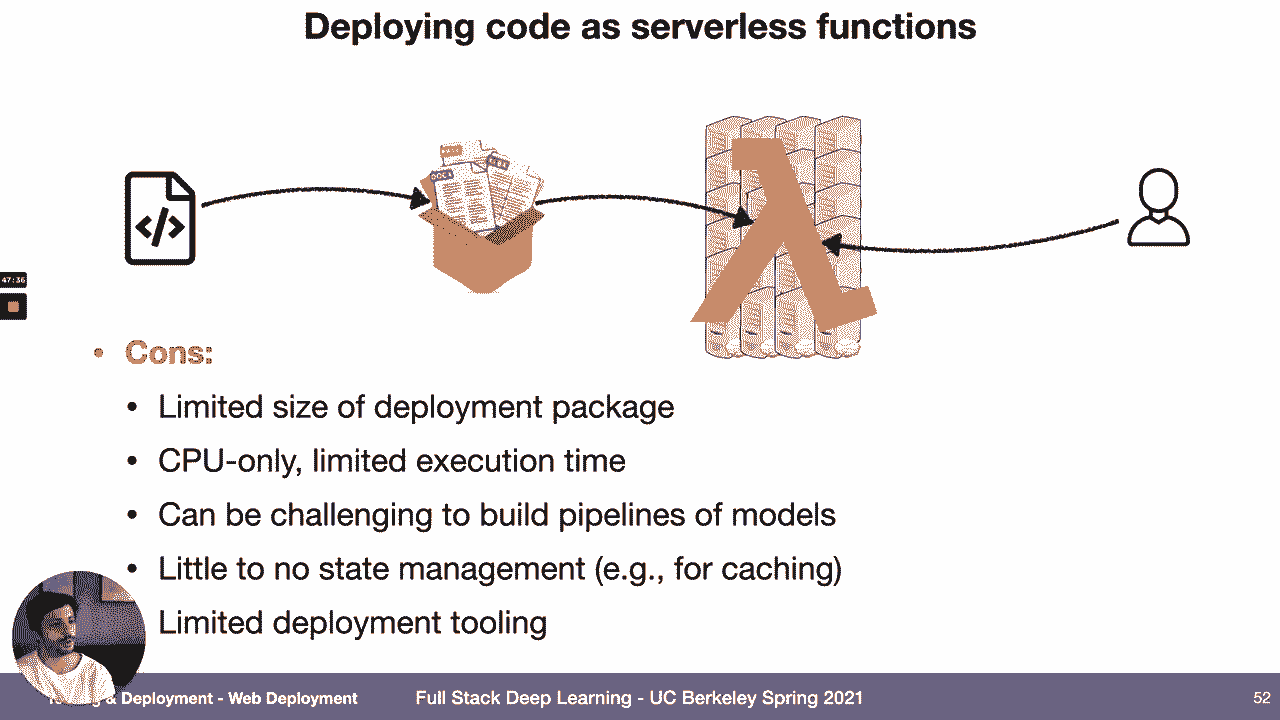 Deploying code as serverless functions
</>
47:36
• Cons:
• Limited size of deployment package
• CPU-only, limited execution time
• Can be challenging to build pipelines of models
• Little to no state management (e.g., for caching)
Limited deployment tooling
& Deployment - Web Deployment
Full Stack Deep Learning - UC Berkeley Spring 2021
52